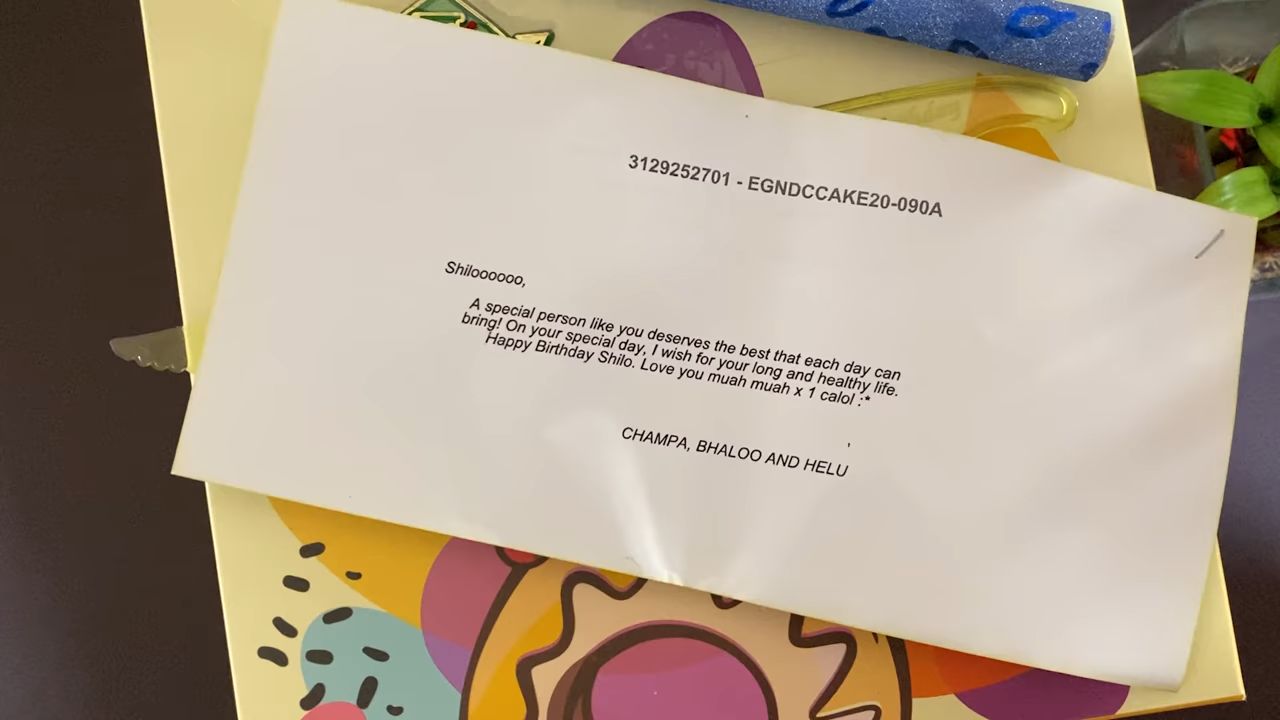 3129252701 - EGNDCCAKE20-090A
Shiloooooo,
A special person like you deserves the best that each day can
bring! On your special day, I wish for your long and healthy life.
Happy Birthday Shilo. Love you muah muah x 1 calol :*
CHAMPA, BHALOO AND HELU